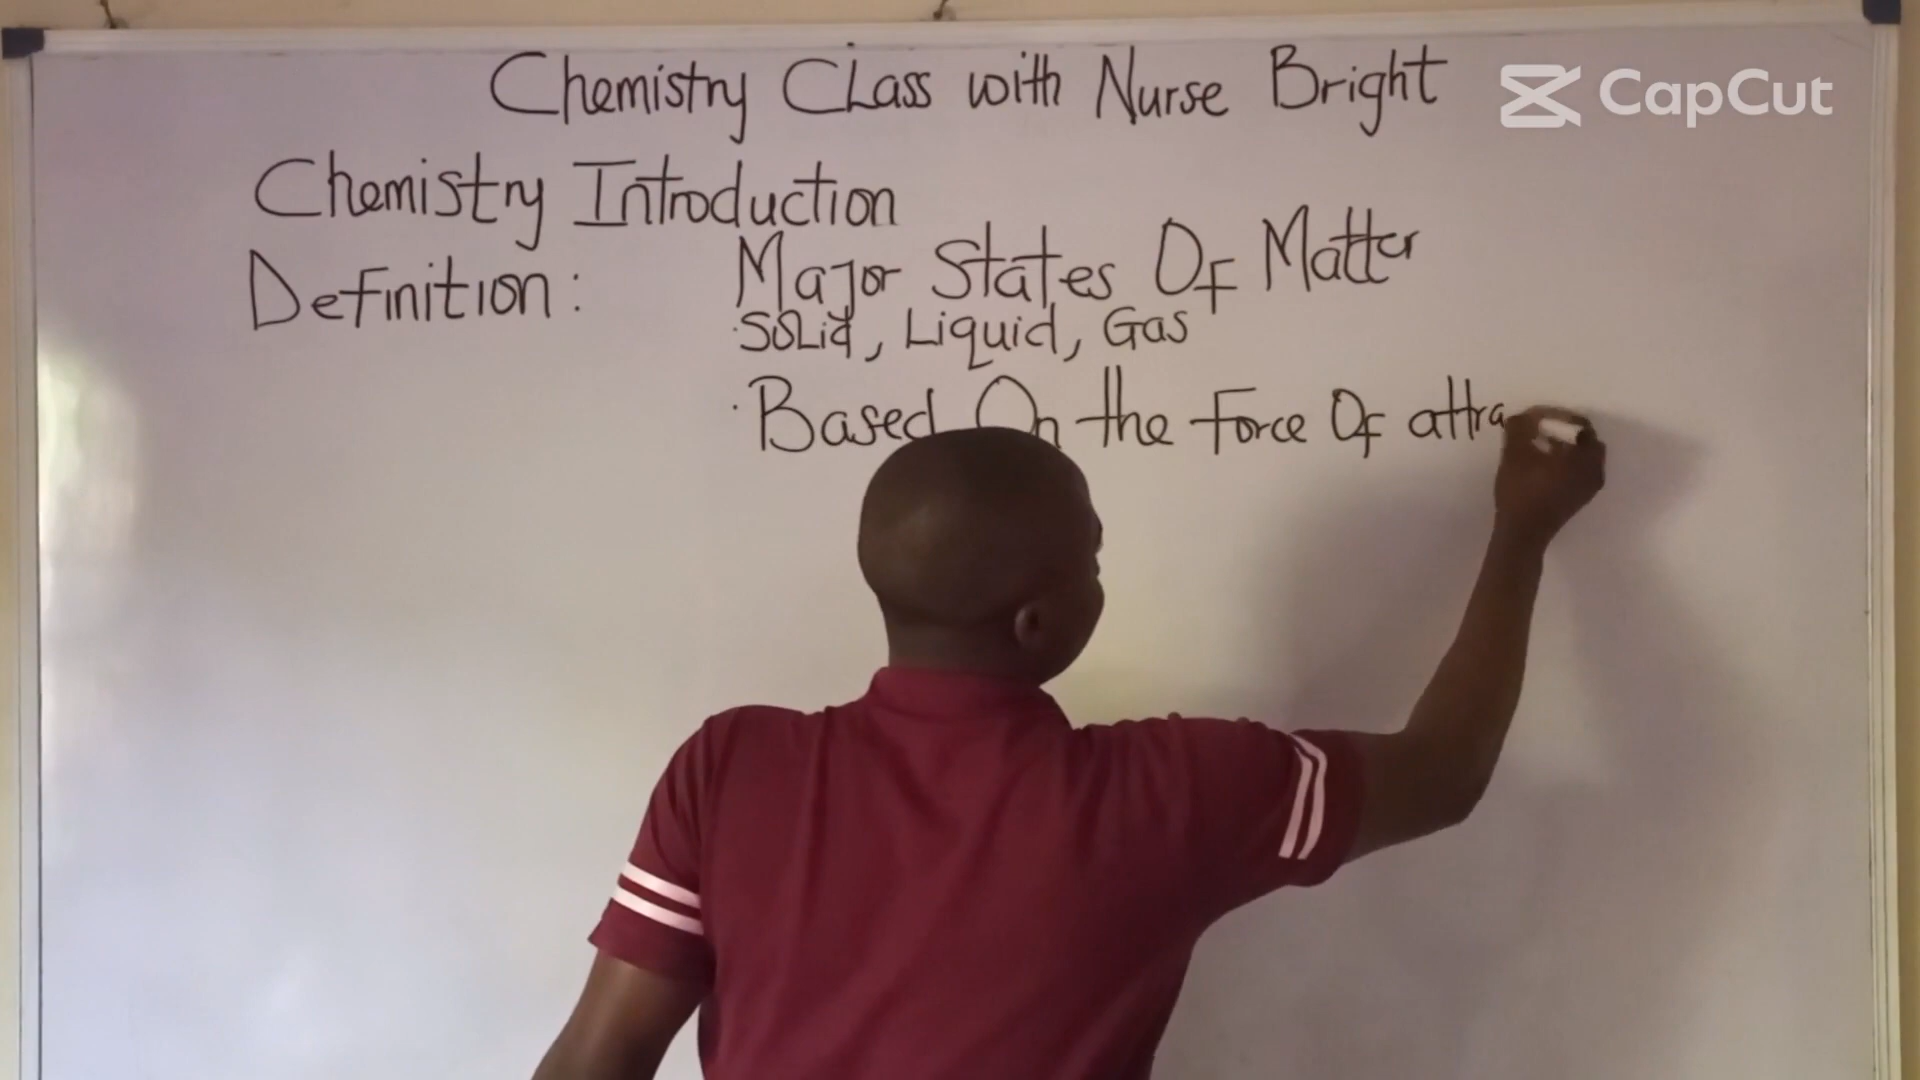 Chemistry Class with Nurse Bright
CapCut
Chemistry Introduction
Definition:
Major States Of Matter
· Solid, Liquid, Gas
· Based On the Force Of attra